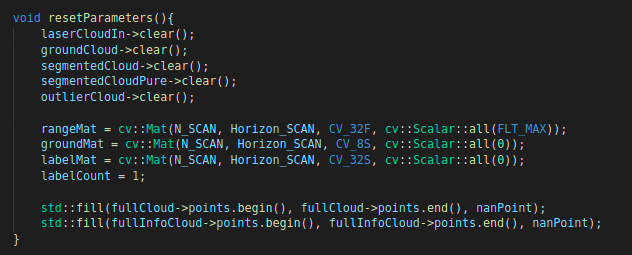 void resetParameters(){
    laserCloudIn->clear();
    groundCloud->clear();
    segmentedCloud->clear();
    segmentedCloudPure->clear();
    outlierCloud->clear();

    rangeMat = cv::Mat(N_SCAN, Horizon_SCAN, CV_32F, cv::Scalar::all(FLT_MAX));
    groundMat = cv::Mat(N_SCAN, Horizon_SCAN, CV_8S, cv::Scalar::all(0));
    labelMat = cv::Mat(N_SCAN, Horizon_SCAN, CV_32S, cv::Scalar::all(0));
    labelCount = 1;

    std::fill(fullCloud->points.begin(), fullCloud->points.end(), nanPoint);
    std::fill(fullInfoCloud->points.begin(), fullInfoCloud->points.end(), nanPoint);
}